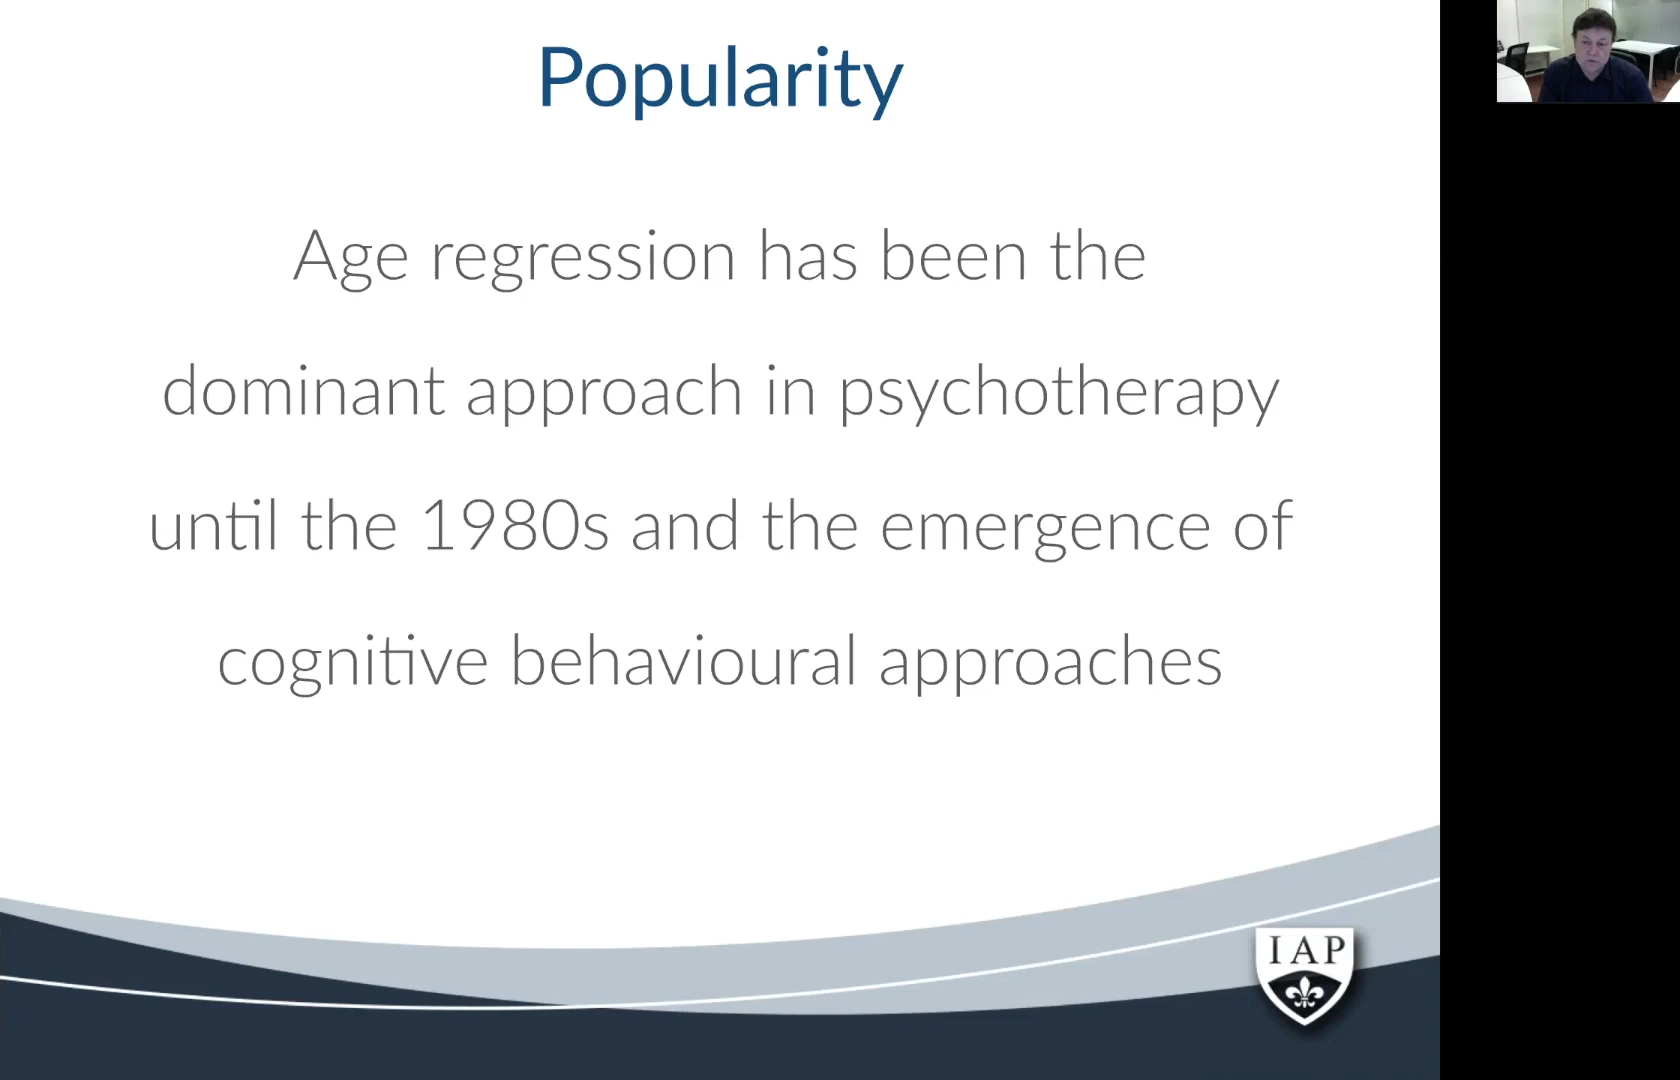 Popularity
Age regression has been the
dominant approach in psychotherapy
until the 1980s and the emergence of
cognitive behavioural approaches
IAP